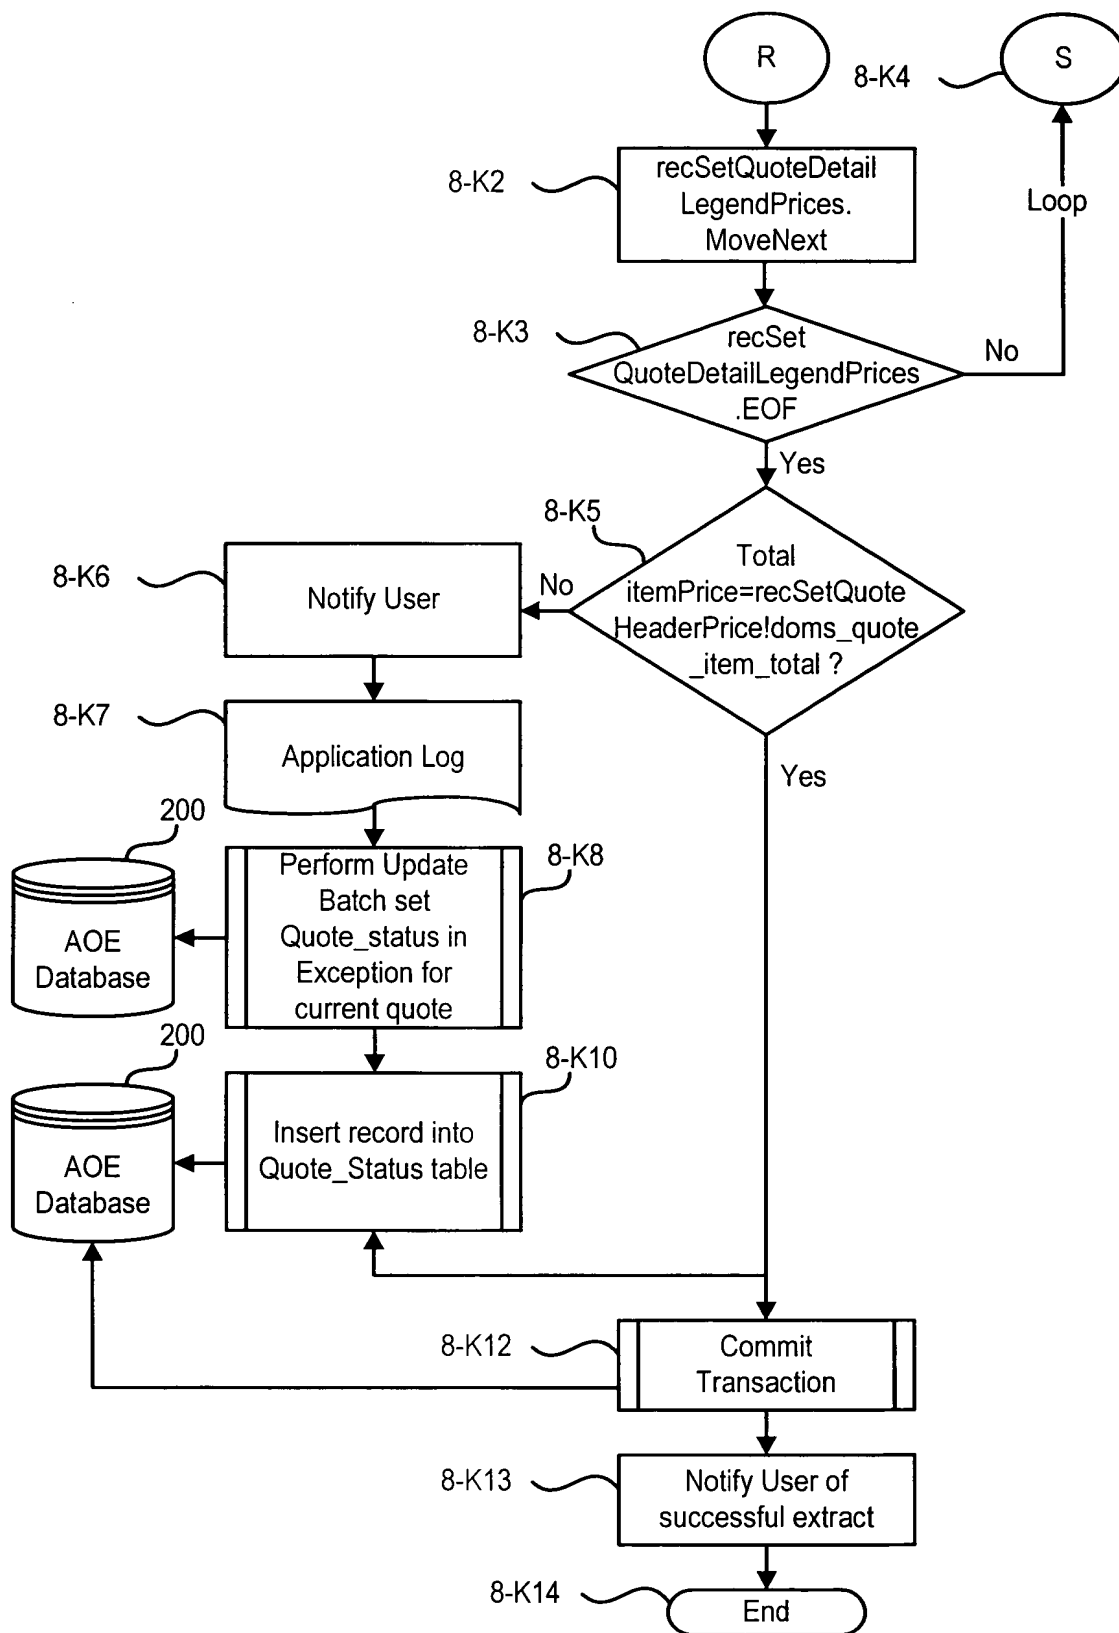 R
S
8-K4
8-K2
recSetQuoteDetail
LegendPrices.
MoveNext
Loop
8-K3
recSet
QuoteDetailLegendPrices
.EOF
No
Yes
8-K5
Total
itemPrice=recSetQuote
HeaderPrice!doms_quote
_item_total ?
No
Yes
8-K6
Notify User
8-K7
Application Log
200
AOE
Database
8-K8
Perform Update
Batch set
Quote_status in
Exception for
current quote
200
AOE
Database
8-K10
Insert record into
Quote_Status table
8-K12
Commit
Transaction
8-K13
Notify User of
successful extract
8-K14
End